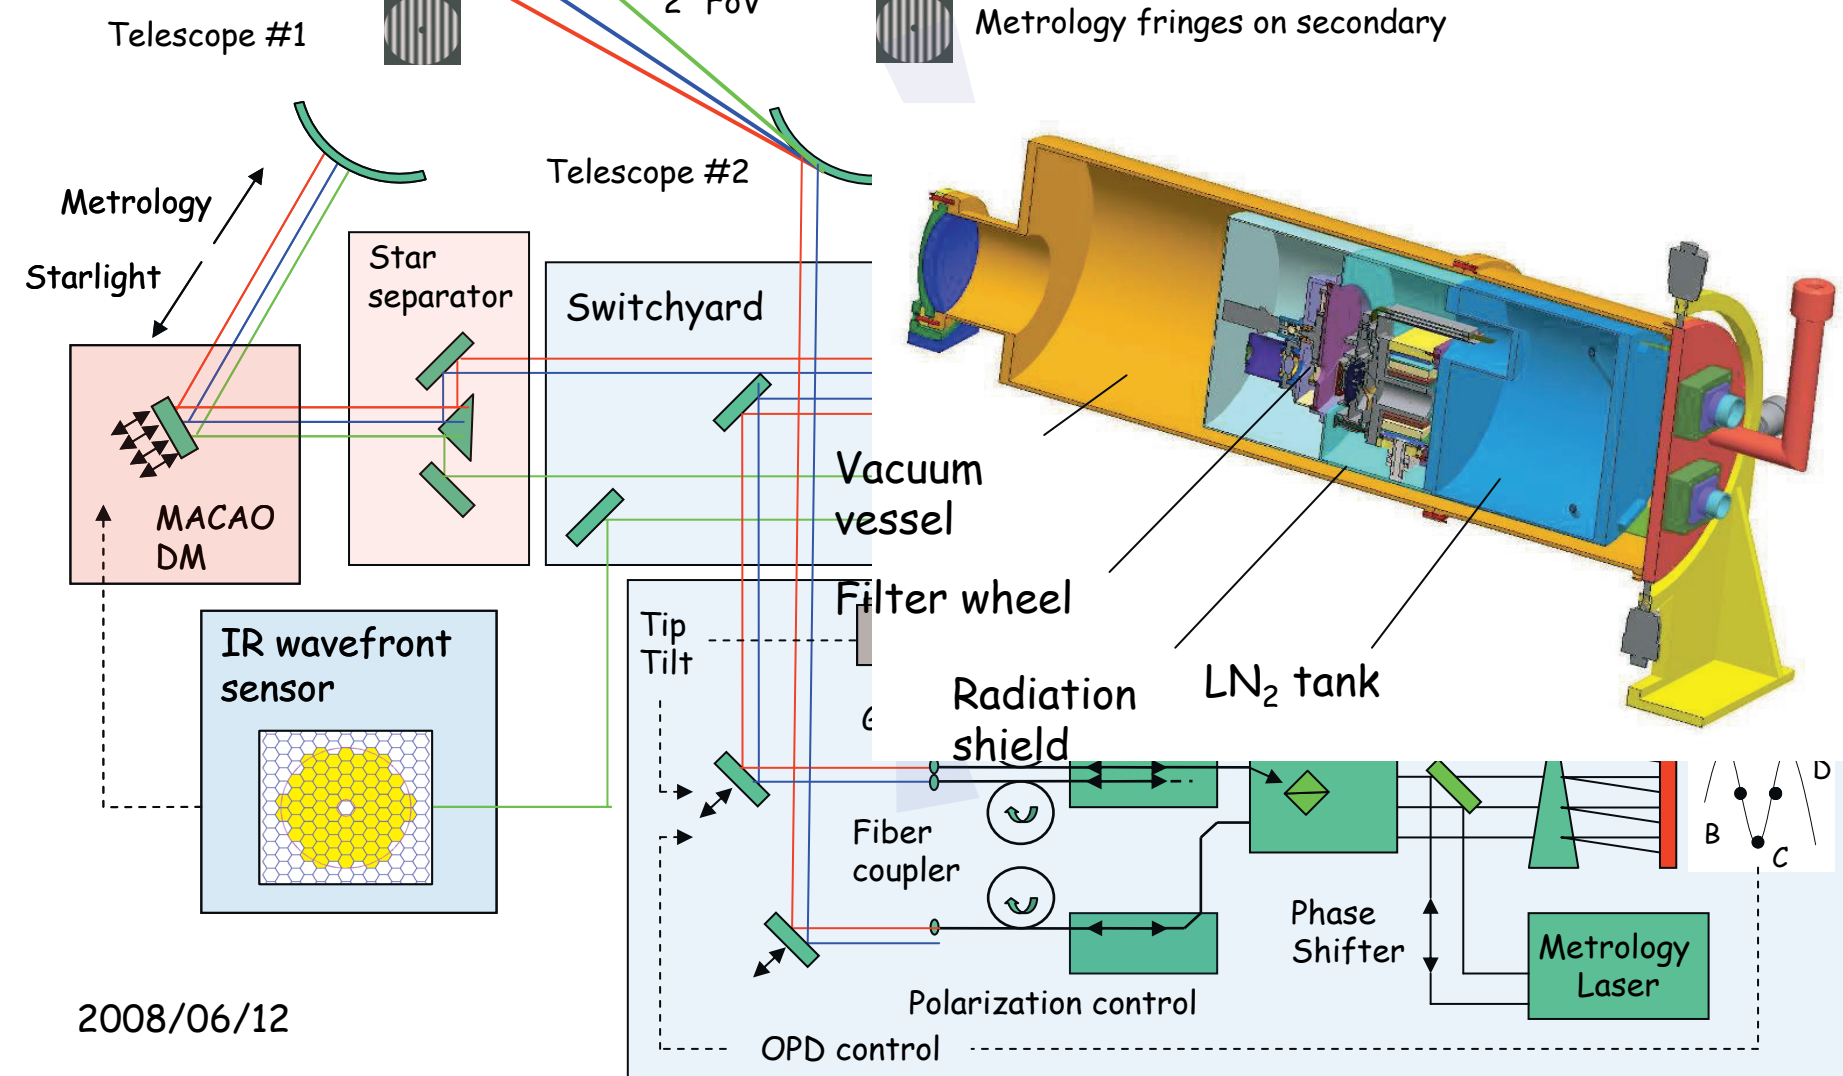 2" FoV
Telescope #1
Metrology fringes on secondary
Telescope #2
Metrology
Starlight
Star
separator
Switchyard
MACAO
DM
Vacuum
vessel
Filter wheel
Tip
Tilt
IR wavefront
sensor
Radiation
shield
LN₂ tank
D
B
C
Fiber
coupler
Phase
Shifter
Metrology
Laser
Polarization control
OPD control
2008/06/12